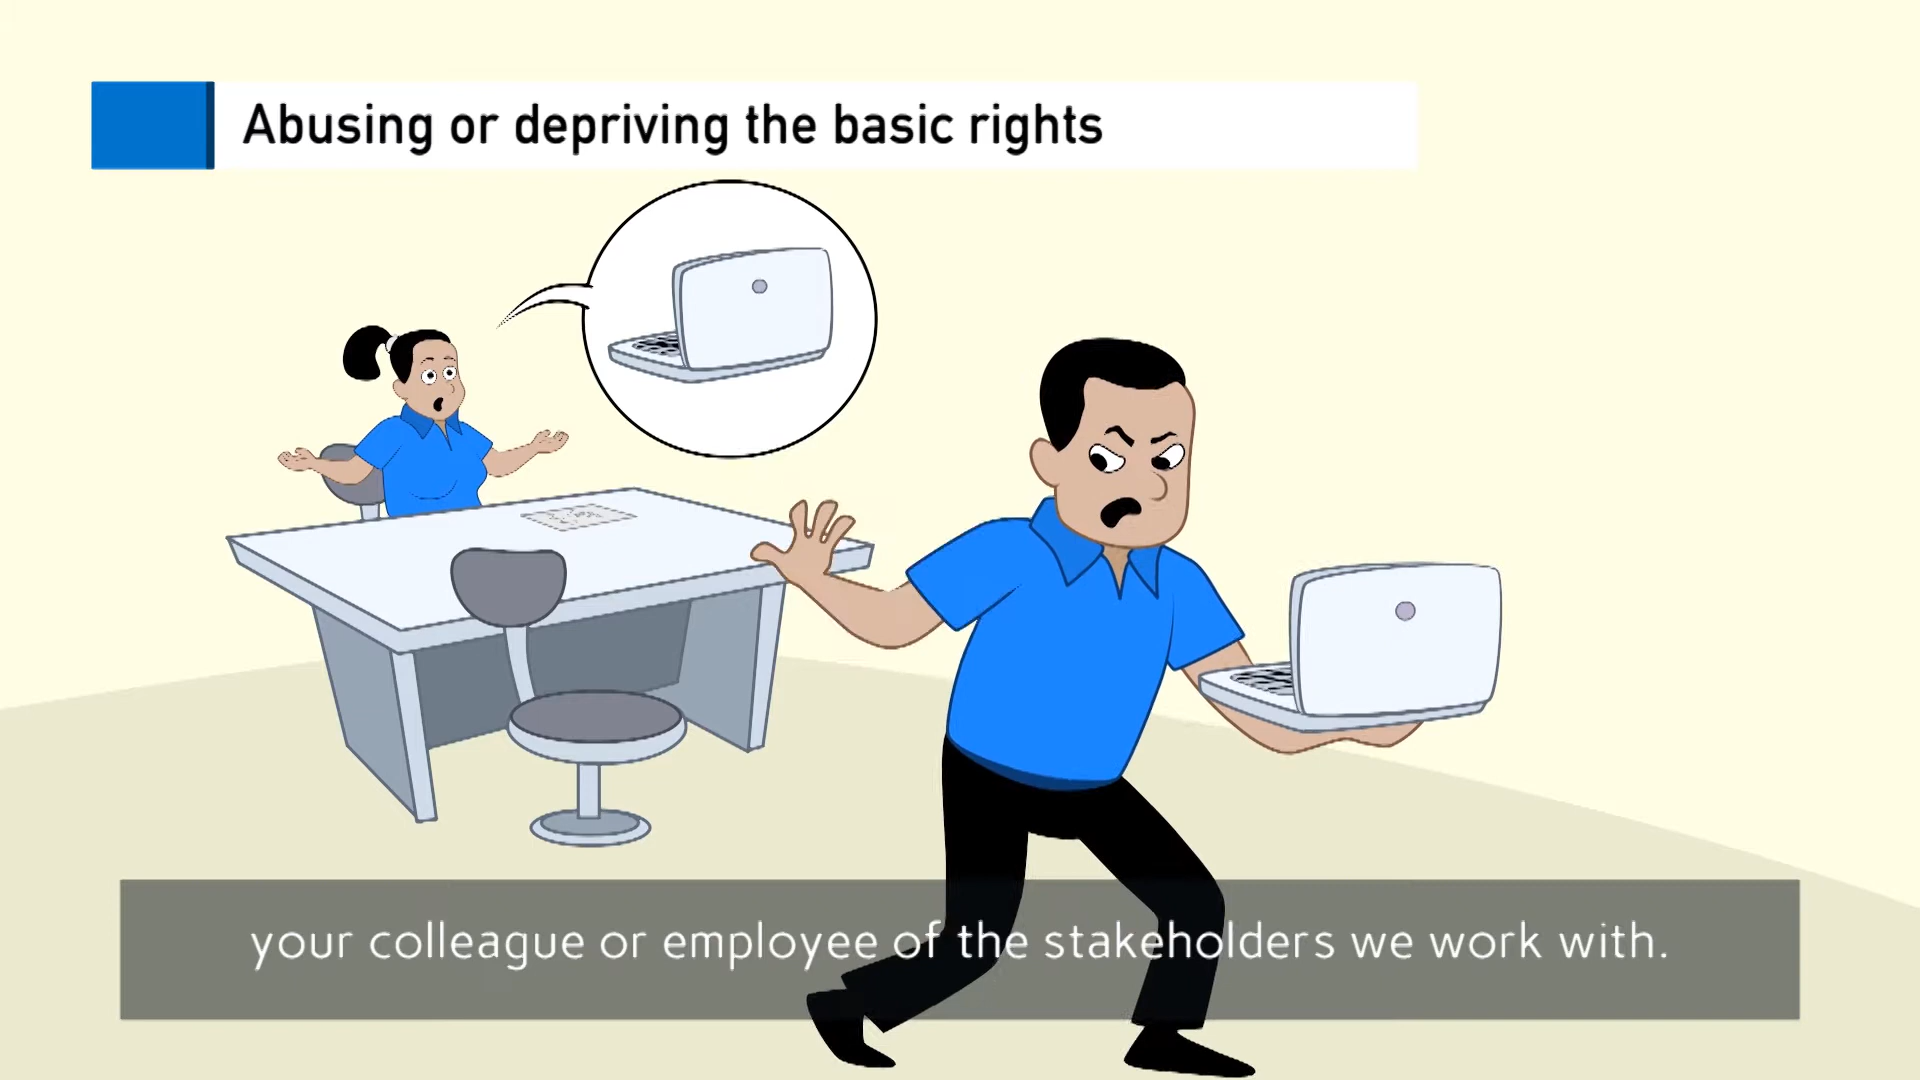 Abusing or depriving the basic rights
your colleague or employee of the stakeholders we work with.